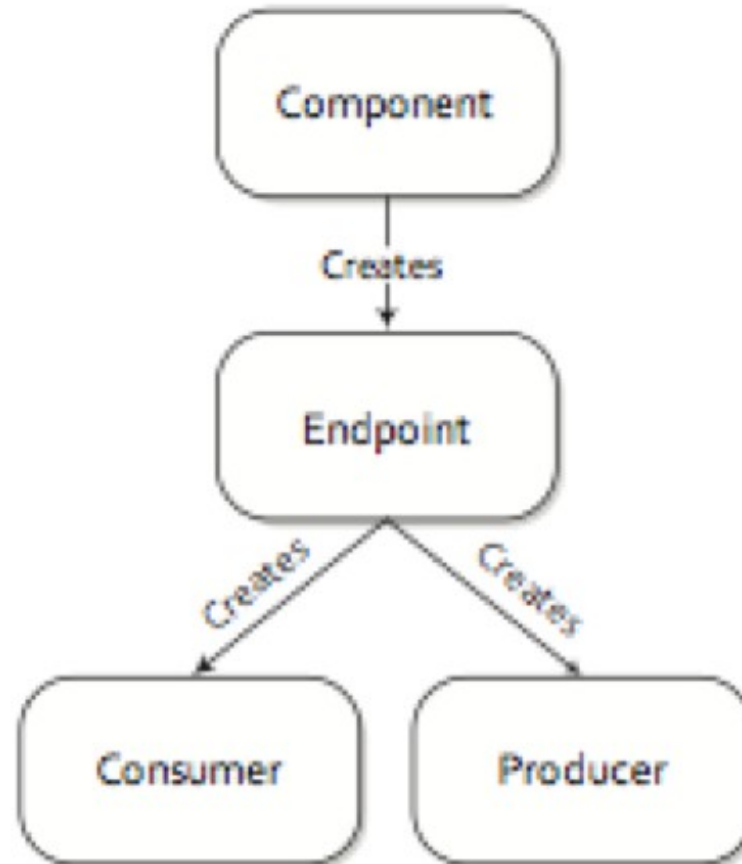 Component
Creates
Endpoint
Creates
Creates
Consumer
Producer